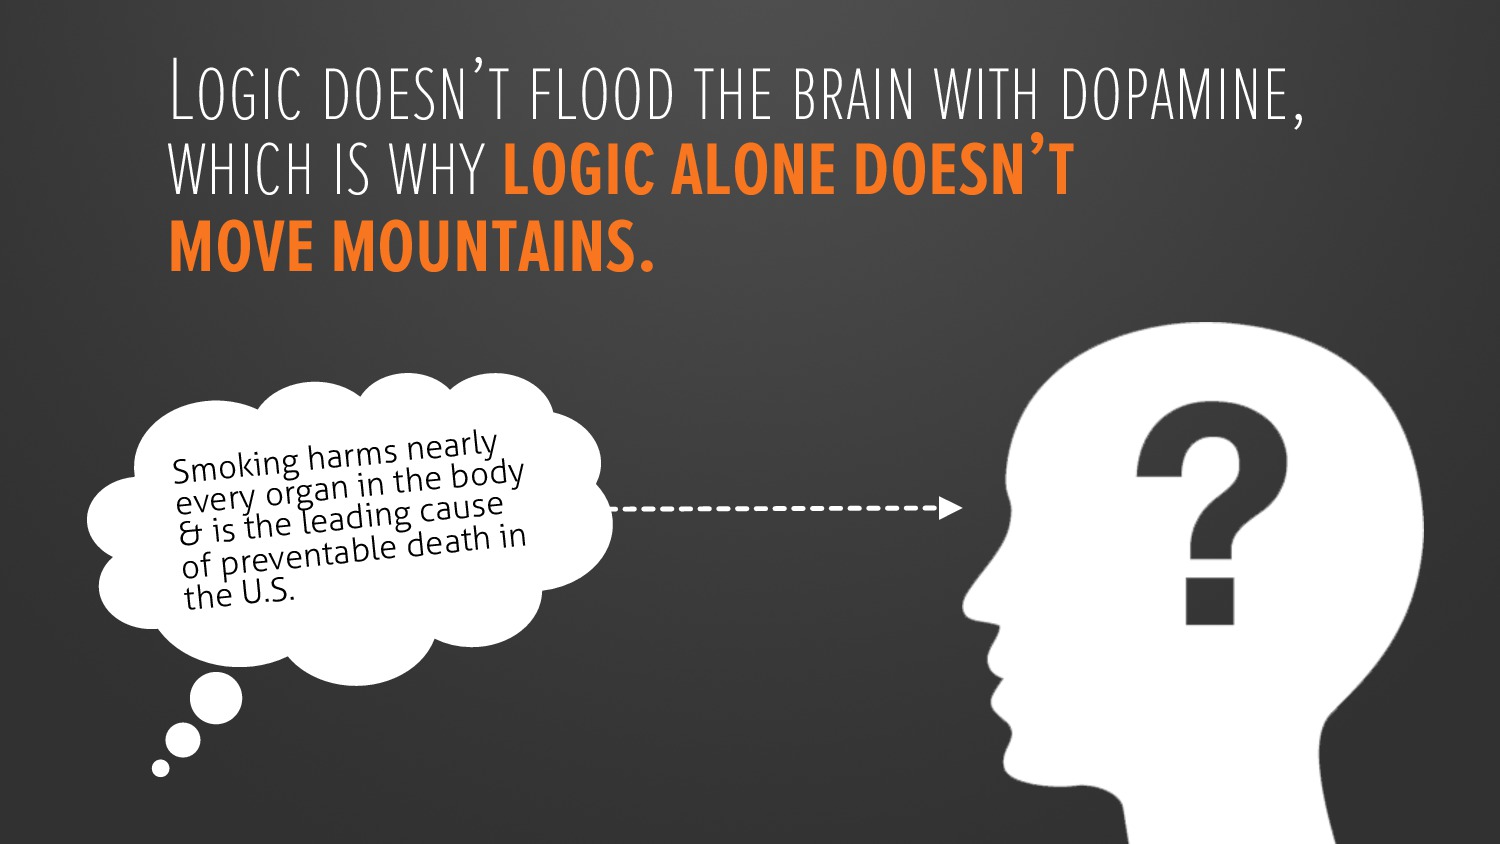 LOGIC DOESN’T FLOOD THE BRAIN WITH DOPAMINE,
WHICH IS WHY LOGIC ALONE DOESN’T
MOVE MOUNTAINS.
Smoking harms nearly
every organ in the body
& is the leading cause
of preventable death in
the U.S.
?